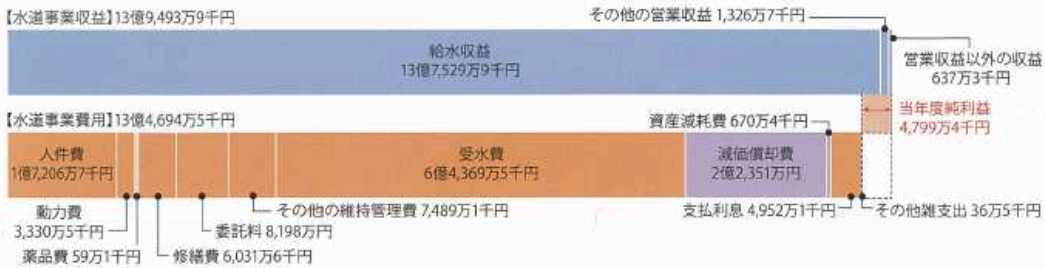 【水道事業収益】13億9,493万9千円
その他の営業収益 1,326万7千円
給水収益
13億7,529万9千円
営業収益以外の収益
637万3千円
【水道事業費用】13億4,694万5千円
資産減耗費 670万4千円
当年度純利益
4,799万4千円
人件費
1億7,206万7千円
受水費
6億4,369万5千円
減価償却費
2億2,351万円
動力費
3,330万5千円
その他の維持管理費 7,489万1千円
支払利息 4,952万1千円
その他雑支出 36万5千円
委託料 8,198万円
薬品費 59万1千円
修繕費 6,031万6千円